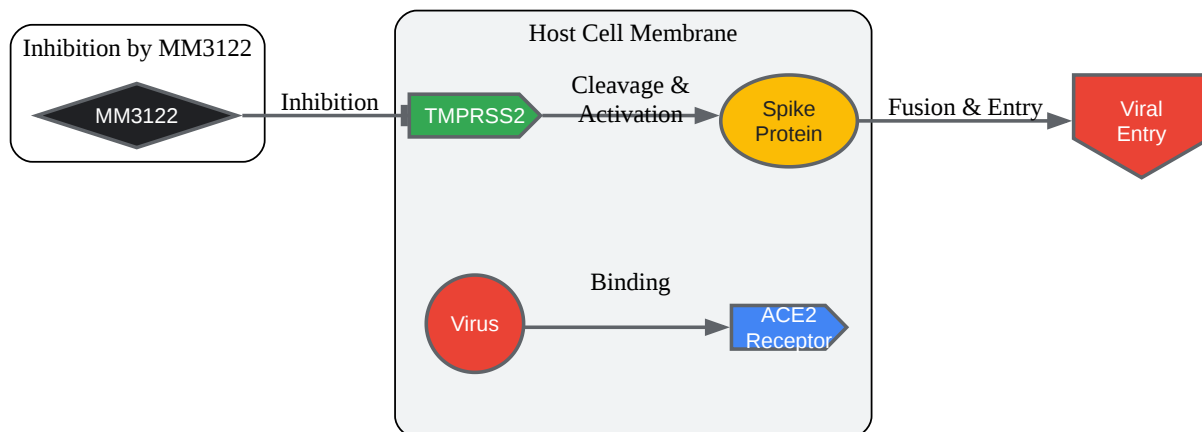 Inhibition by MM3122
MM3122
Inhibition
Host Cell Membrane
TMPRSS2
Cleavage &
Activation
Spike
Protein
Fusion & Entry
Viral
Entry
Virus
Binding
ACE2
Receptor